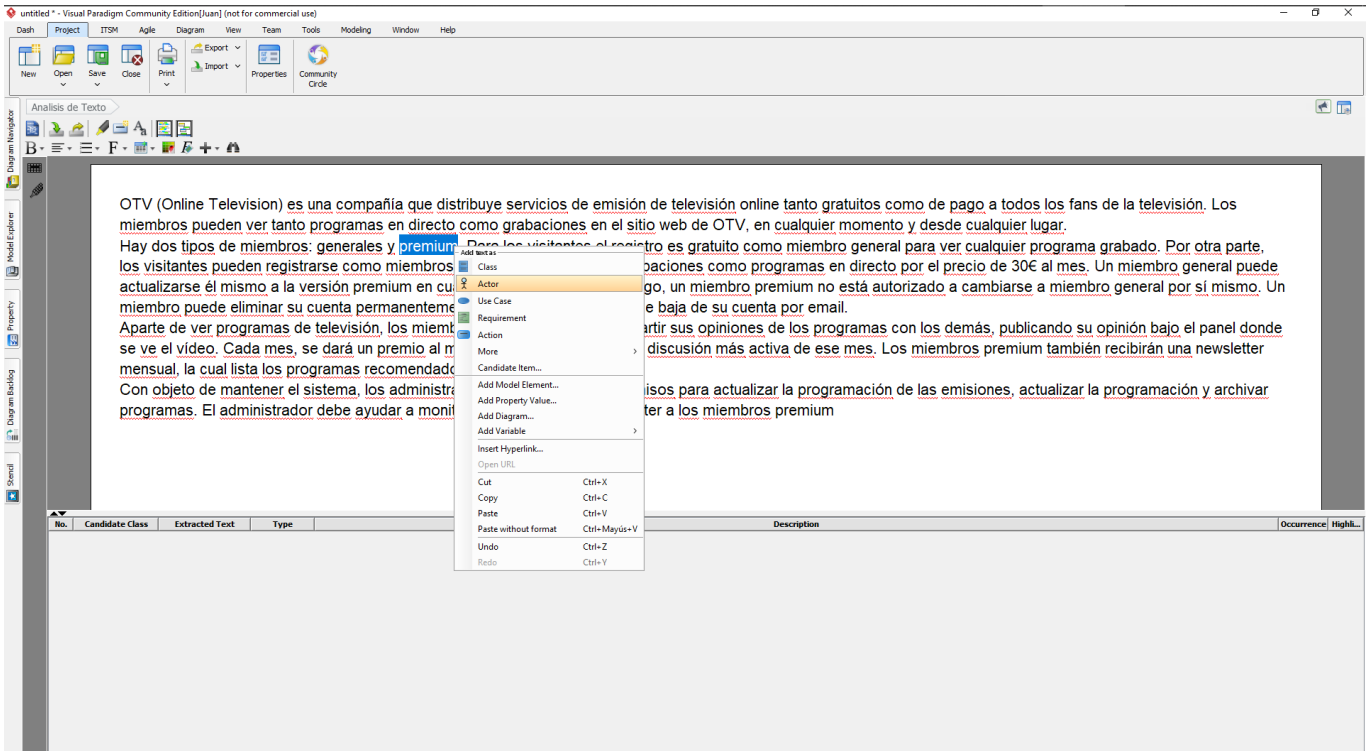 untitled * - Visual Paradigm Community Edition[Juan] (not for commercial use)
Dash Project ITSM Agile Diagram View Team Tools Modeling Window Help
New Open Save Close Print Export Import Properties Community Circle
Analisis de Texto
Diagram Navigator
Model Explorer
Property
Diagram Backlog
Stencil
OTV (Online Television) es una compañía que distribuye servicios de emisión de televisión online tanto gratuitos como de pago a todos los fans de la televisión. Los
miembros pueden ver tanto programas en directo como grabaciones en el sitio web de OTV, en cualquier momento y desde cualquier lugar.
Hay dos tipos de miembros: generales y premium. Para los visitantes el registro es gratuito como miembro general para ver cualquier programa grabado. Por otra parte,
los visitantes pueden registrarse como miembros baciones como programas en directo por el precio de 30€ al mes. Un miembro general puede
actualizarse él mismo a la versión premium en cu go, un miembro premium no está autorizado a cambiarse a miembro general por sí mismo. Un
miembro puede eliminar su cuenta permanenteme e baja de su cuenta por email.
Aparte de ver programas de televisión, los miemb artir sus opiniones de los programas con los demás, publicando su opinión bajo el panel donde
se ve el vídeo. Cada mes, se dará un premio al m discusión más activa de ese mes. Los miembros premium también recibirán una newsletter
mensual, la cual lista los programas recomendado
Con objeto de mantener el sistema, los administra isos para actualizar la programación de las emisiones, actualizar la programación y archivar
programas. El administrador debe ayudar a monit ter a los miembros premium
Add text as
Class
Actor
Use Case
Requirement
Action
More
Candidate Item...
Add Model Element...
Add Property Value...
Add Diagram...
Add Variable
Insert Hyperlink...
Open URL
Cut Ctrl+X
Copy Ctrl+C
Paste Ctrl+V
Paste without format Ctrl+Mayús+V
Undo Ctrl+Z
Redo Ctrl+Y
No. Candidate Class Extracted Text Type Description Occurrence Highli...